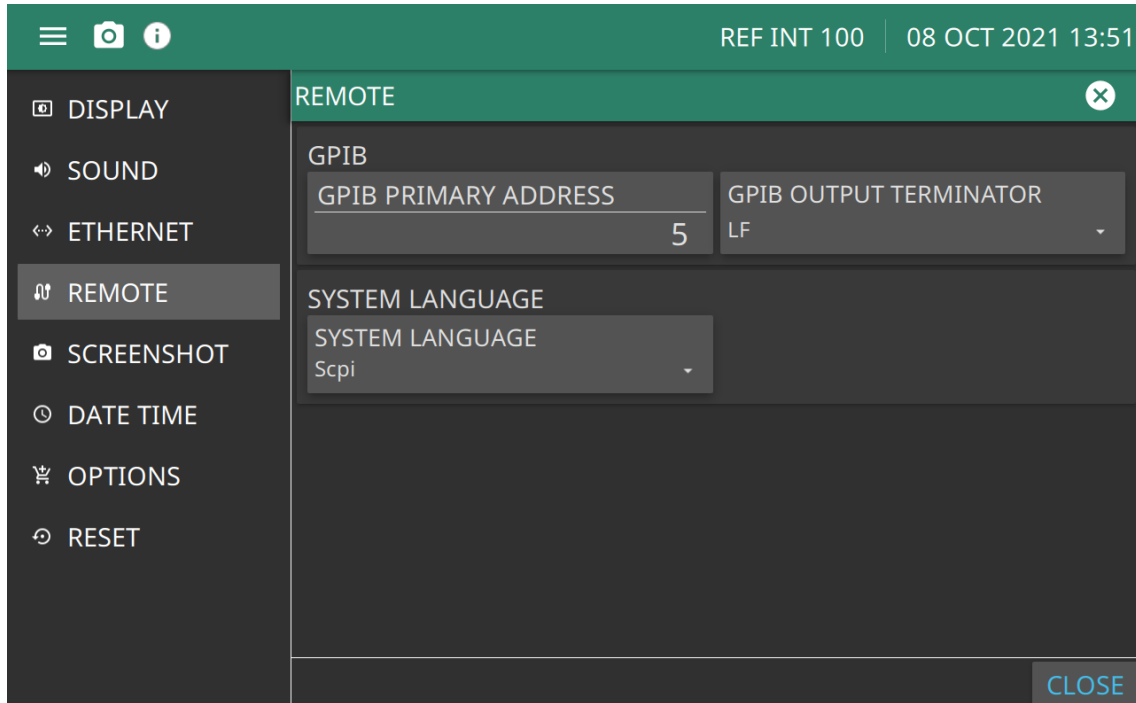 REF INT 100
08 OCT 2021 13:51
DISPLAY
SOUND
ETHERNET
REMOTE
SCREENSHOT
DATE TIME
OPTIONS
RESET
REMOTE
GPIB
GPIB PRIMARY ADDRESS
5
GPIB OUTPUT TERMINATOR
LF
SYSTEM LANGUAGE
SYSTEM LANGUAGE
Scpi
CLOSE